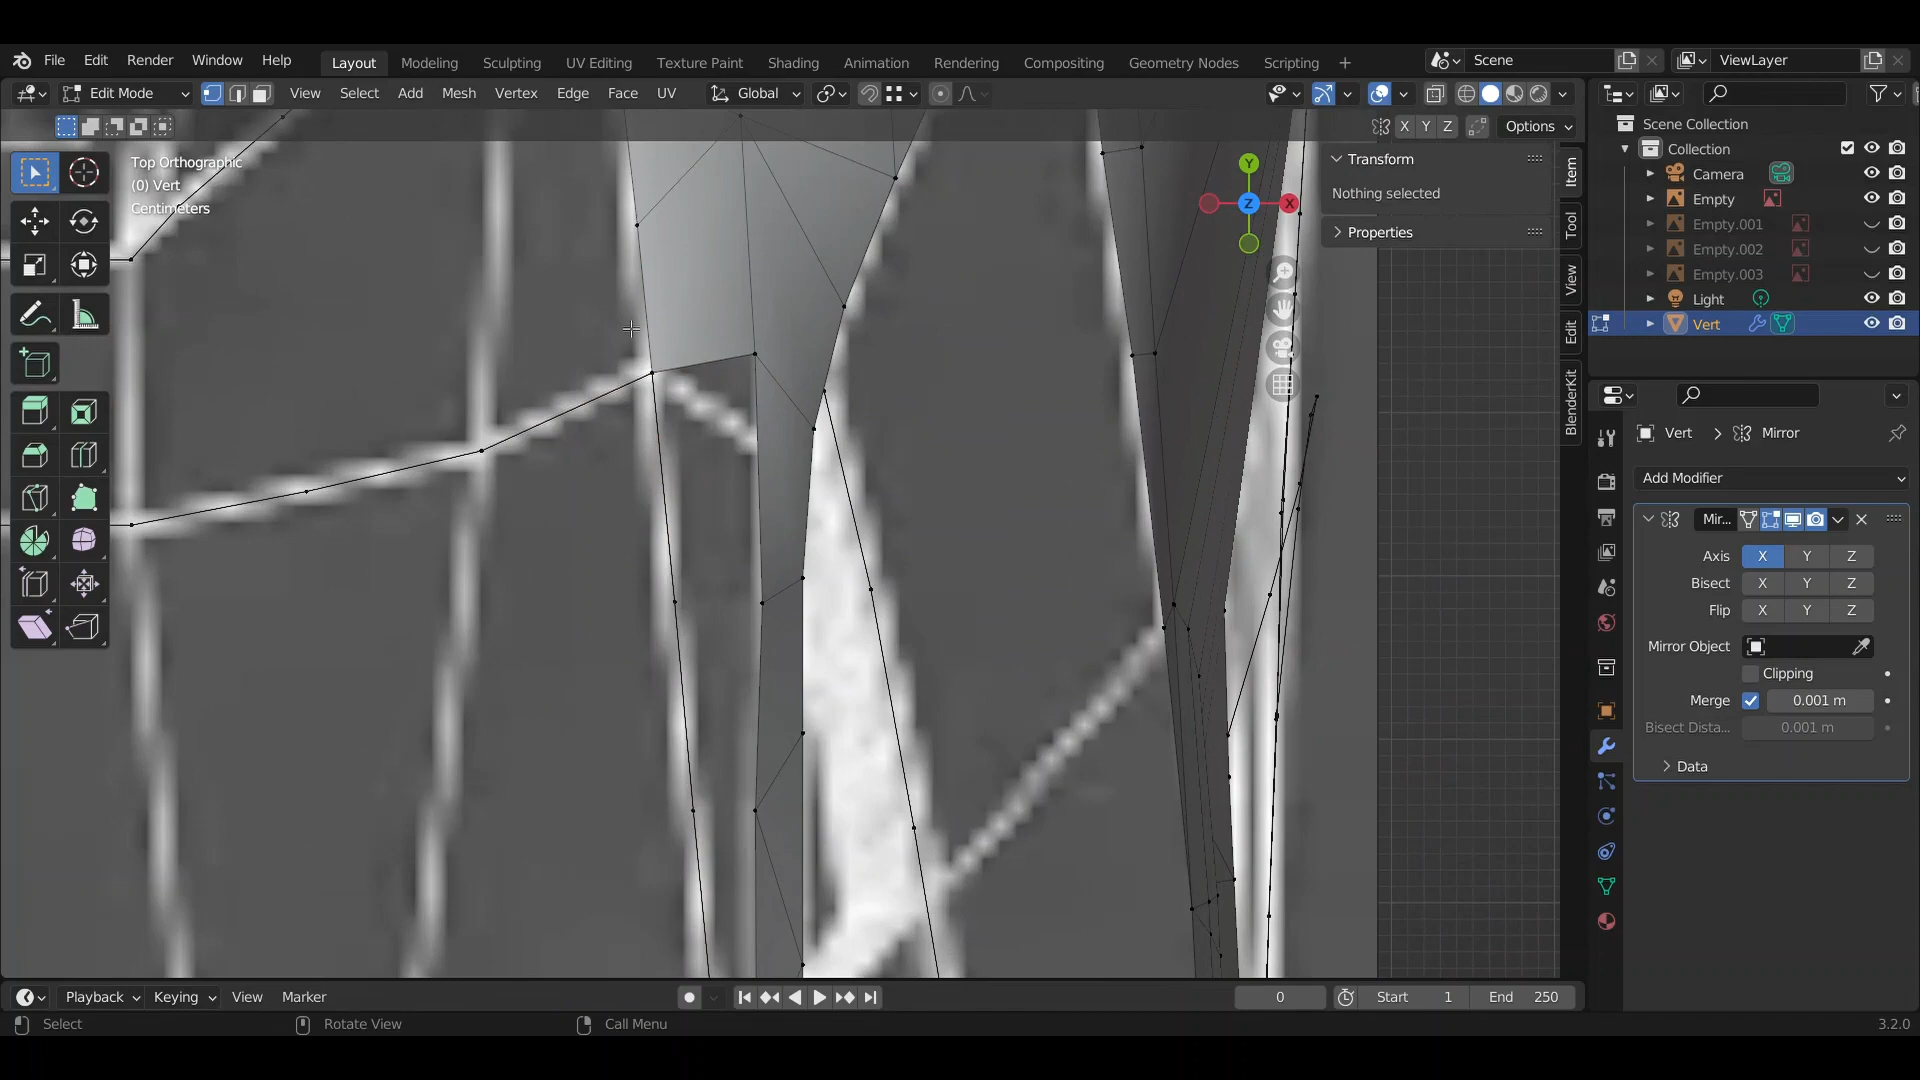 File Edit Render Window Help Layout Modeling Sculpting UV Editing Texture Paint Shading Animation Rendering Compositing Geometry Nodes Scripting + Scene ViewLayer
Edit Mode View Select Add Mesh Vertex Edge Face UV Global
X Y Z Options
Top Orthographic
(0) Vert
Centimeters
Y
Z
X
Transform
Nothing selected
Properties
Item
Tool
View
Edit
BlenderKit
Scene Collection
Collection
Camera
Empty
Empty.001
Empty.002
Empty.003
Light
Vert
Vert > Mirror
Add Modifier
Mir...
Axis X Y Z
Bisect X Y Z
Flip X Y Z
Mirror Object
Clipping
Merge 0.001 m
Bisect Dista... 0.001 m
Data
Playback Keying View Marker 0 Start 1 End 250
Select Rotate View Call Menu 3.2.0